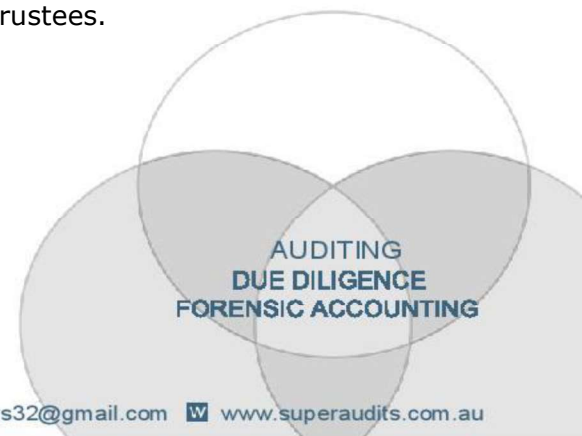 rustees.
AUDITING
DUE DILIGENCE
FORENSIC ACCOUNTING
s32@gmail.com W www.superaudits.com.au